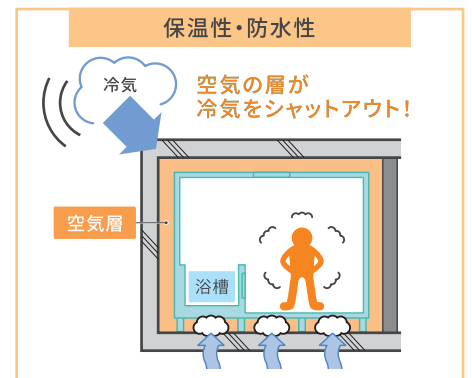 保温性・防水性
冷気
空気の層が
冷気をシャットアウト!
空気層
浴槽